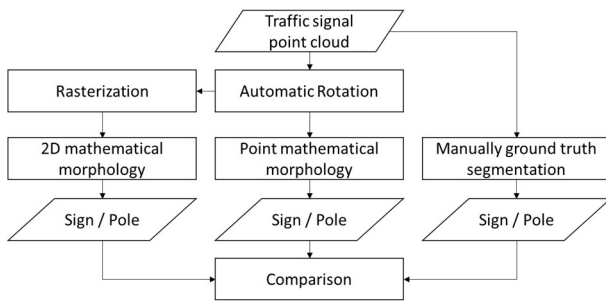 Traffic signal
point cloud
Rasterization
Automatic Rotation
2D mathematical
morphology
Point mathematical
morphology
Manually ground truth
segmentation
Sign / Pole
Sign / Pole
Sign / Pole
Comparison